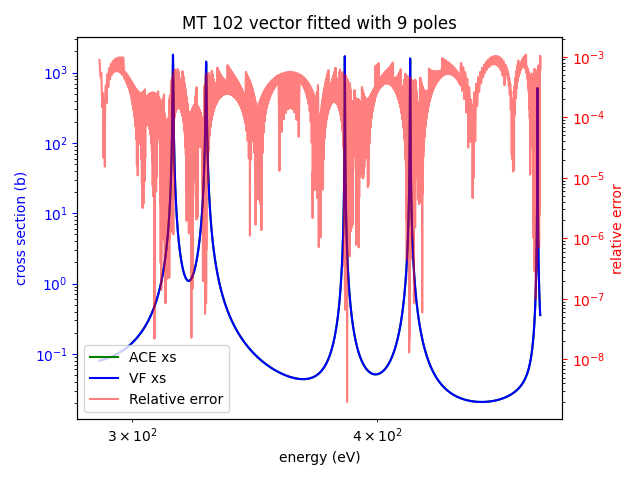 MT 102 vector fitted with 9 poles
10³
10²
10¹
10⁰
10⁻¹
cross section (b)
10⁻³
10⁻⁴
10⁻⁵
10⁻⁶
10⁻⁷
10⁻⁸
relative error
ACE xs
VF xs
Relative error
3 × 10²
4 × 10²
energy (eV)